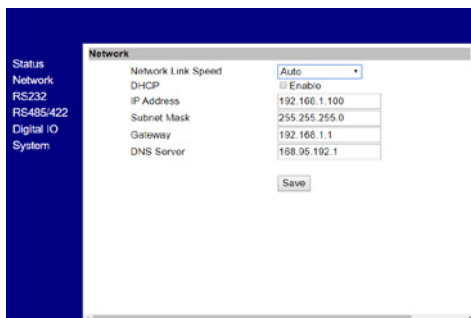 Status
Network
RS232
RS485/422
Digital IO
System
Network
Network Link Speed Auto
DHCP Enable
IP Address 192.168.1.100
Subnet Mask 255.255.255.0
Gateway 192.168.1.1
DNS Server 168.95.192.1
Save